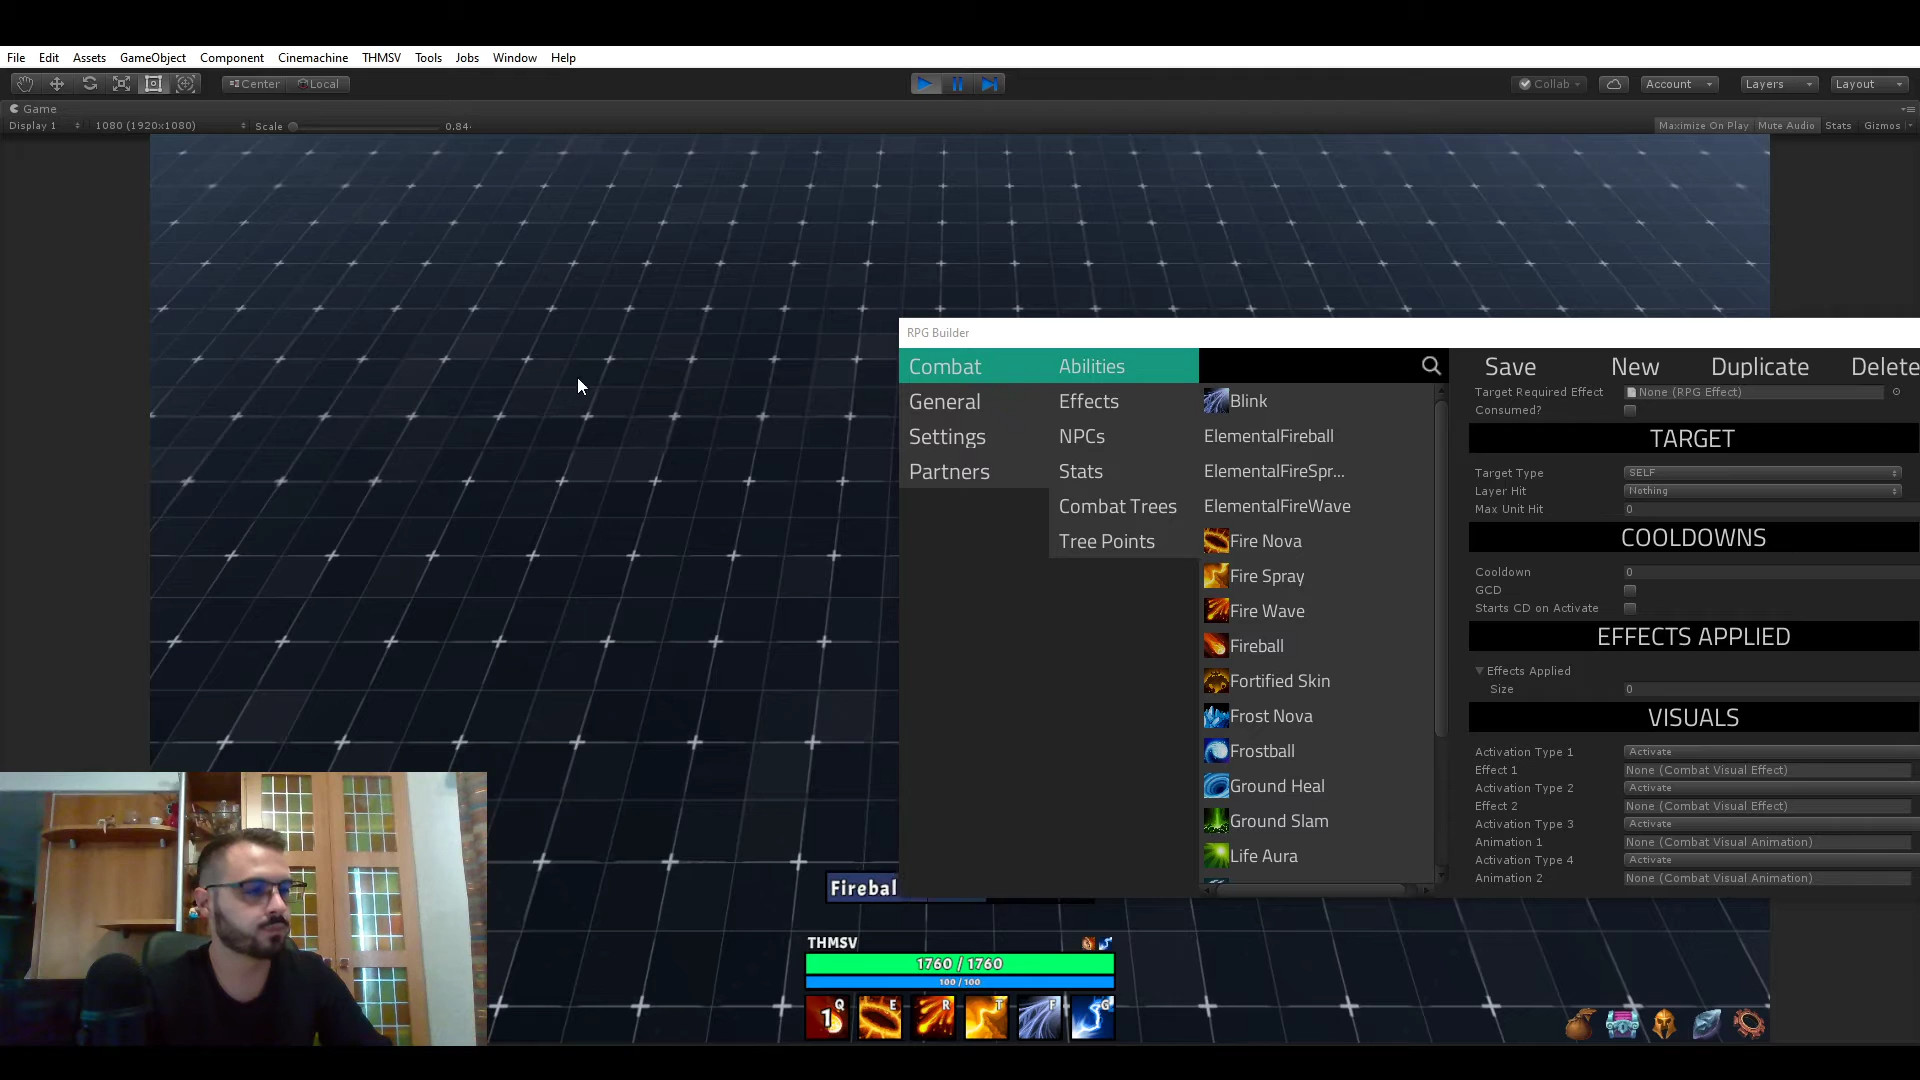 File Edit Assets GameObject Component Cinemachine THMSV Tools Jobs Window Help
Center Local Collab Account Layers Layout
Game
Display 1 1080 (1920x1080) Scale 0.84 Maximize On Play Mute Audio Stats Gizmos
RPG Builder
Combat
General
Settings
Partners
Abilities
Effects
NPCs
Stats
Combat Trees
Tree Points
Blink
ElementalFireball
ElementalFireSpr...
ElementalFireWave
Fire Nova
Fire Spray
Fire Wave
Fireball
Fortified Skin
Frost Nova
Frostball
Ground Heal
Ground Slam
Life Aura
Save New Duplicate Delete
Target Required Effect None (RPG Effect)
Consumed?
TARGET
Target Type SELF
Layer Hit Nothing
Max Unit Hit 0
COOLDOWNS
Cooldown 0
GCD
Starts CD on Activate
EFFECTS APPLIED
Effects Applied
Size 0
VISUALS
Activation Type 1 Activate
Effect 1 None (Combat Visual Effect)
Activation Type 2 Activate
Effect 2 None (Combat Visual Effect)
Activation Type 3 Activate
Animation 1 None (Combat Visual Animation)
Activation Type 4 Activate
Animation 2 None (Combat Visual Animation)
Firebal
THMSV
1760 / 1760
100 / 100
1 Q E R T F G